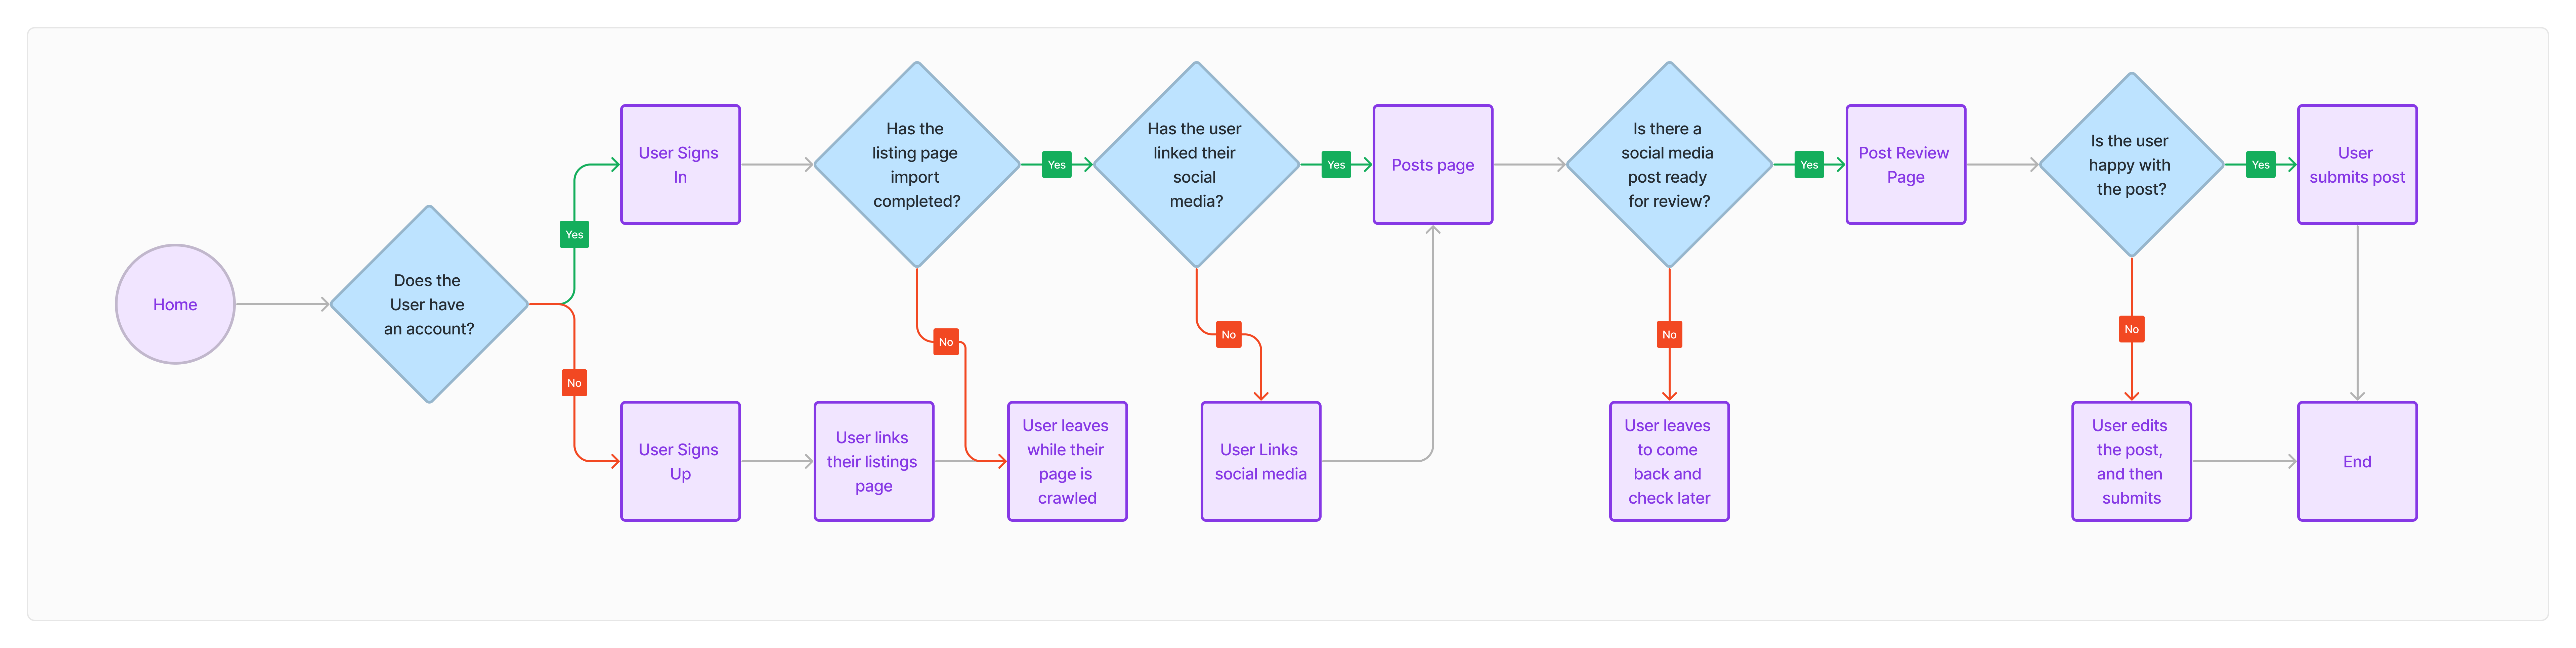 Home
Does the
User have
an account?
Yes
No
User Signs
In
User Signs
Up
Has the
listing page
import
completed?
Yes
No
User links
their listings
page
User leaves
while their
page is
crawled
Has the user
linked their
social
media?
Yes
No
User Links
social media
Posts page
Is there a
social media
post ready
for review?
Yes
No
User leaves
to come
back and
check later
Post Review
Page
Is the user
happy with
the post?
Yes
No
User edits
the post,
and then
submits
User
submits post
End